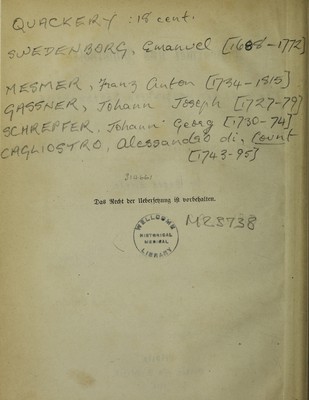 QUACKERY : 18 cent.
SWEDENBORG, Emanuel [1688-1772]
MESMER, Franz Anton [1734-1815]
GASSNER, Johann Joseph [1727-79]
SCHREPFER, Johann Georg [1730-74]
CAGLIOSTRO, Alessandro di, Count
[1743-95]
Das Recht der Uebersetzung ist vorbehalten.
M25738
WELLCOME
HISTORICAL
MEDICAL
LIBRARY